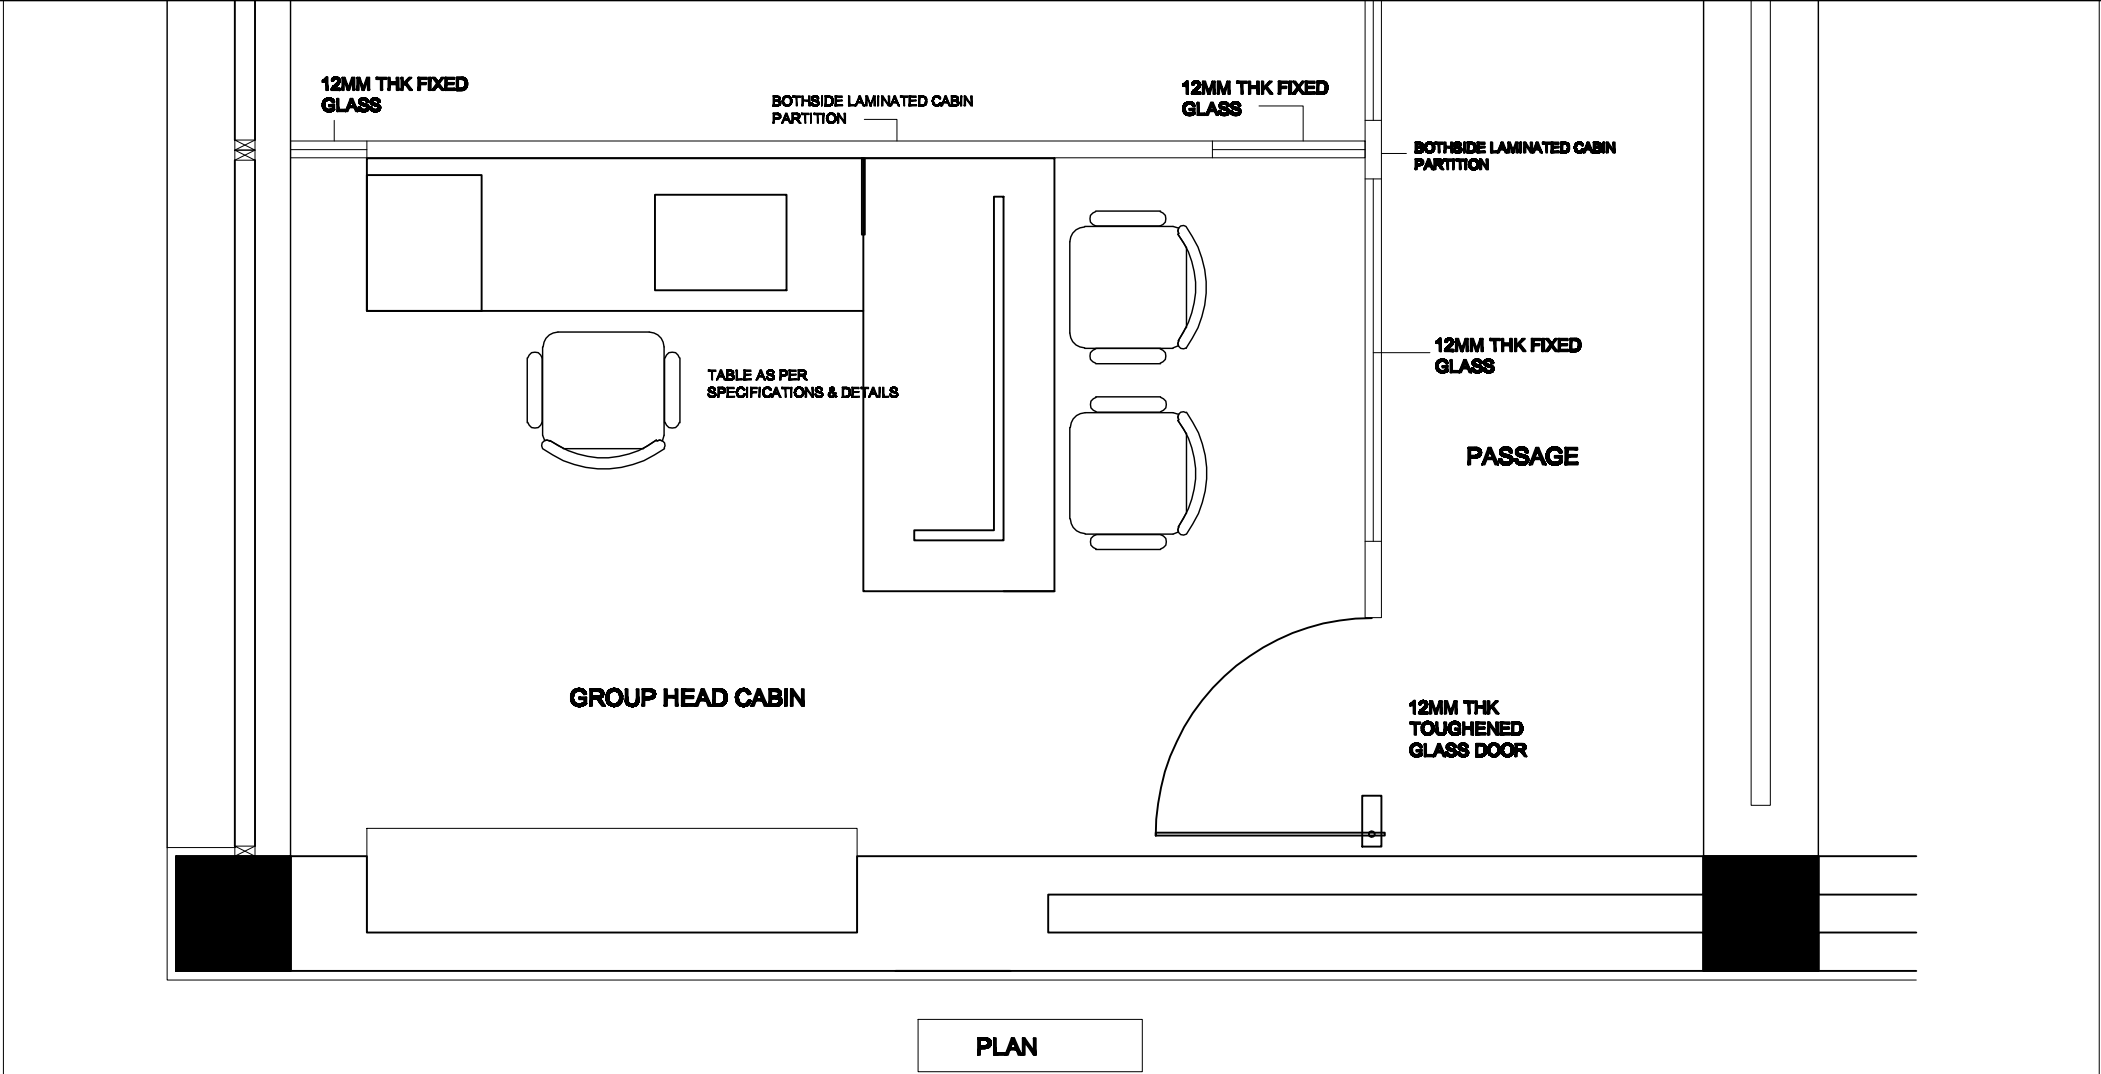 12MM THK FIXED
GLASS
BOTHSIDE LAMINATED CABIN
PARTITION
12MM THK FIXED
GLASS
BOTHSIDE LAMINATED CABIN
PARTITION
12MM THK FIXED
GLASS
TABLE AS PER
SPECIFICATIONS & DETAILS
PASSAGE
GROUP HEAD CABIN
12MM THK
TOUGHENED
GLASS DOOR
PLAN